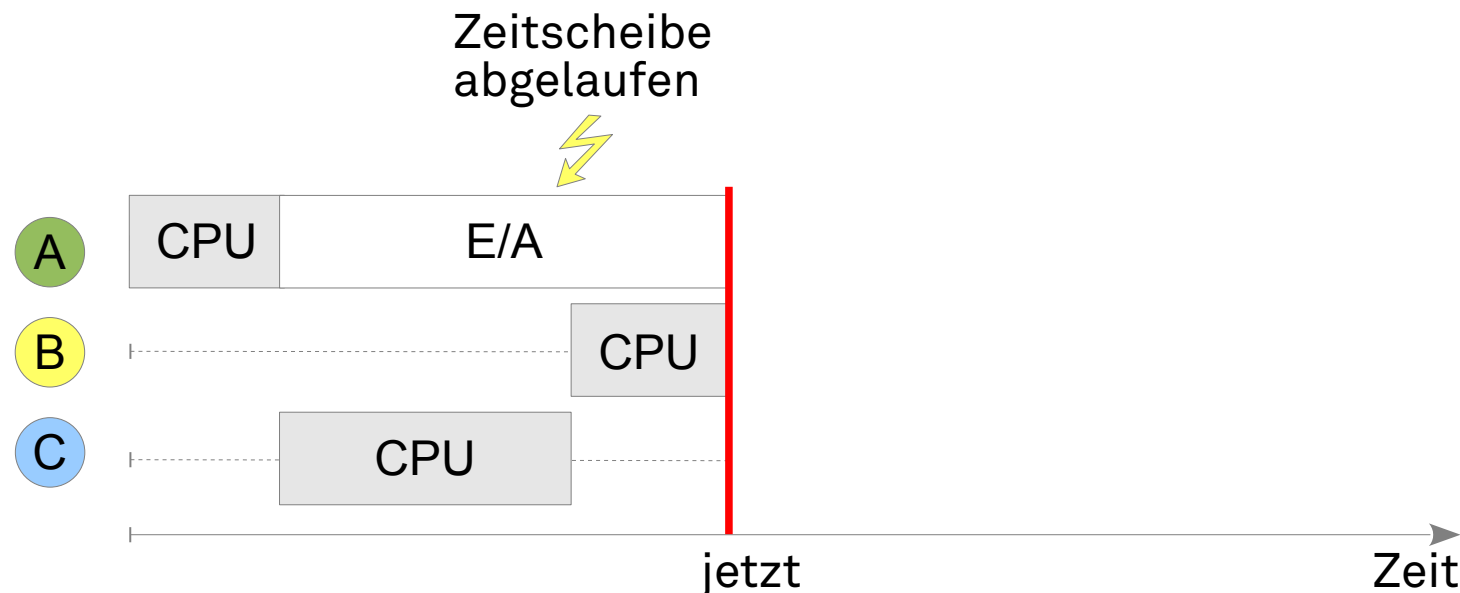 Zeitscheibe
abgelaufen
A
CPU
E/A
B
CPU
C
CPU
jetzt
Zeit